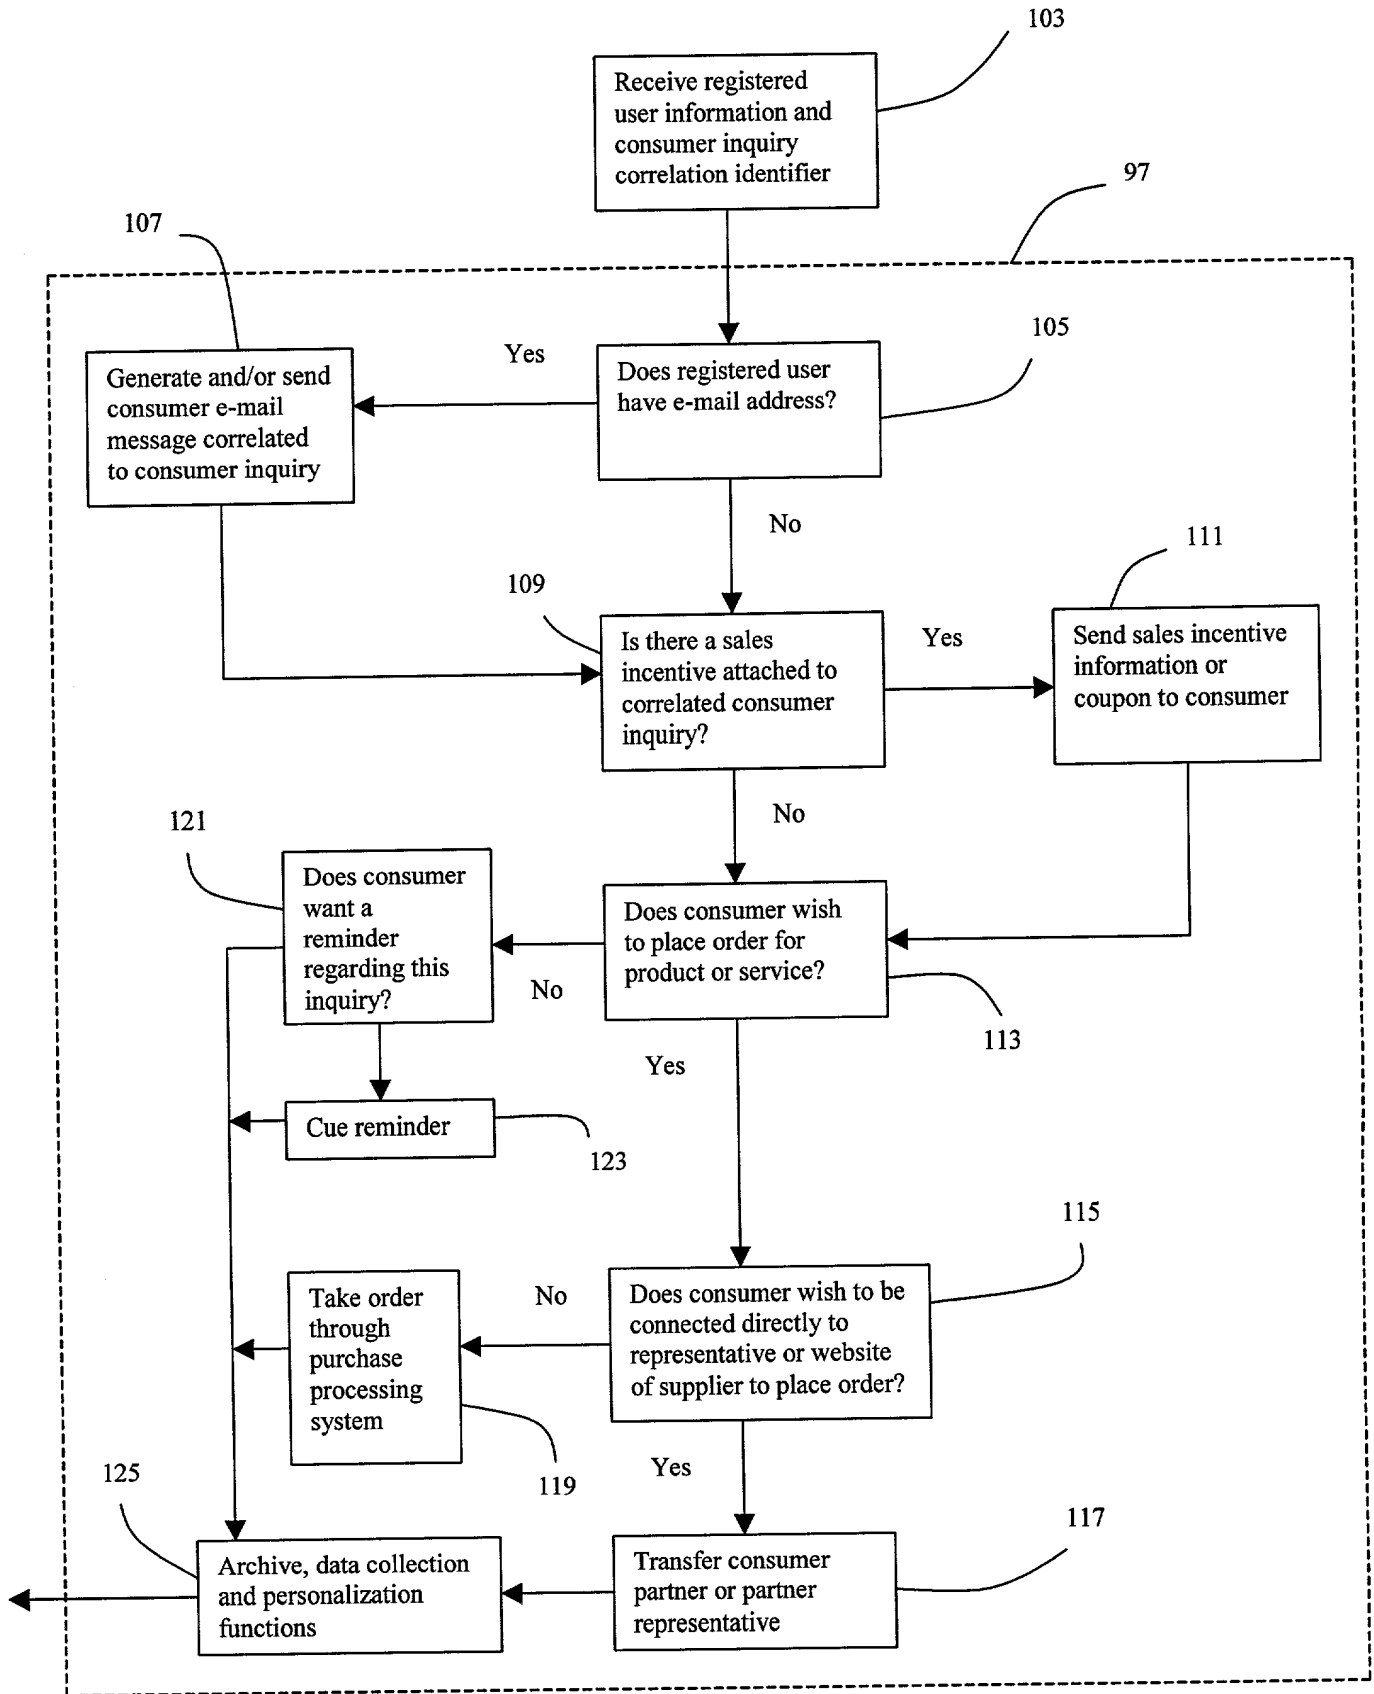 103
Receive registered
user information and
consumer inquiry
correlation identifier
97
107
105
Yes
Generate and/or send
consumer e-mail
message correlated
to consumer inquiry
Does registered user
have e-mail address?
No
111
109
Is there a sales
incentive attached to
correlated consumer
inquiry?
Yes
Send sales incentive
information or
coupon to consumer
No
121
Does consumer
want a
reminder
regarding this
inquiry?
Does consumer wish
to place order for
product or service?
No
113
Yes
Cue reminder
123
115
Take order
through
purchase
processing
system
No
Does consumer wish to be
connected directly to
representative or website
of supplier to place order?
119
Yes
125
117
Archive, data collection
and personalization
functions
Transfer consumer
partner or partner
representative